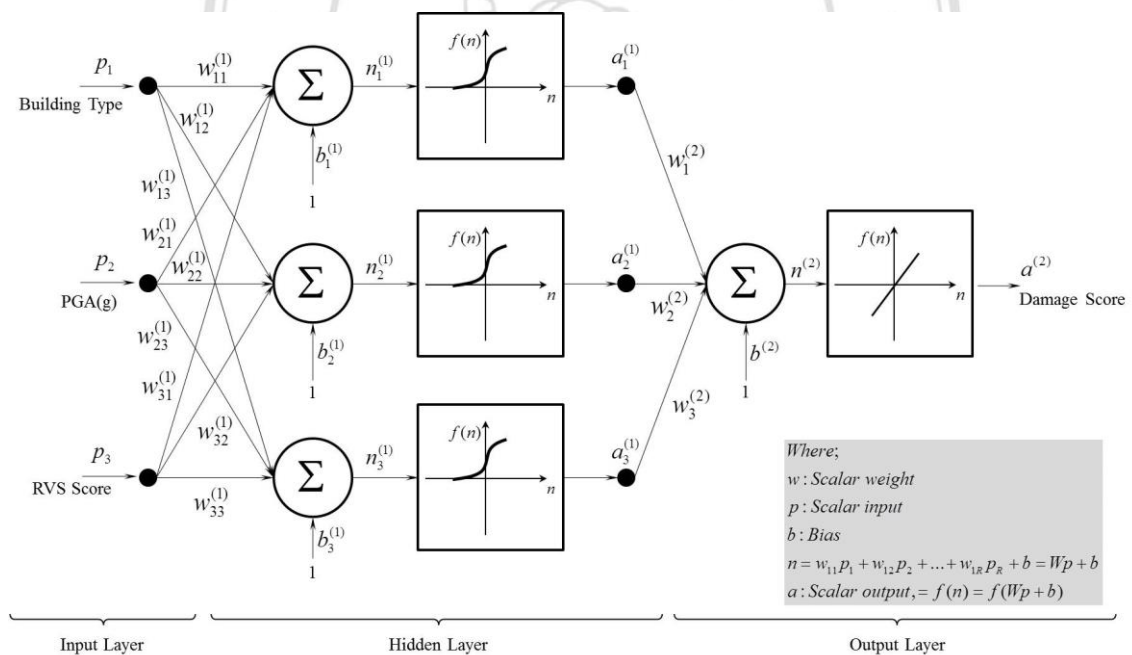 p₁
Building Type
w₁₁⁽¹⁾
w₁₂⁽¹⁾
w₁₃⁽¹⁾
w₂₁⁽¹⁾
p₂
PGA(g)
w₂₂⁽¹⁾
w₂₃⁽¹⁾
w₃₁⁽¹⁾
w₃₂⁽¹⁾
p₃
RVS Score
w₃₃⁽¹⁾
Σ
n₁⁽¹⁾
b₁⁽¹⁾
1
f(n)
n
a₁⁽¹⁾
Σ
n₂⁽¹⁾
b₂⁽¹⁾
1
f(n)
n
a₂⁽¹⁾
Σ
n₃⁽¹⁾
b₃⁽¹⁾
1
f(n)
n
a₃⁽¹⁾
w₁⁽²⁾
w₂⁽²⁾
w₃⁽²⁾
Σ
n⁽²⁾
b⁽²⁾
1
f(n)
n
a⁽²⁾
Damage Score
Where;
w : Scalar weight
p : Scalar input
b : Bias
n = w₁₁p₁ + w₁₂p₂ + ... + w₁Rp_R + b = Wp + b
a : Scalar output, = f(n) = f(Wp + b)
Input Layer
Hidden Layer
Output Layer